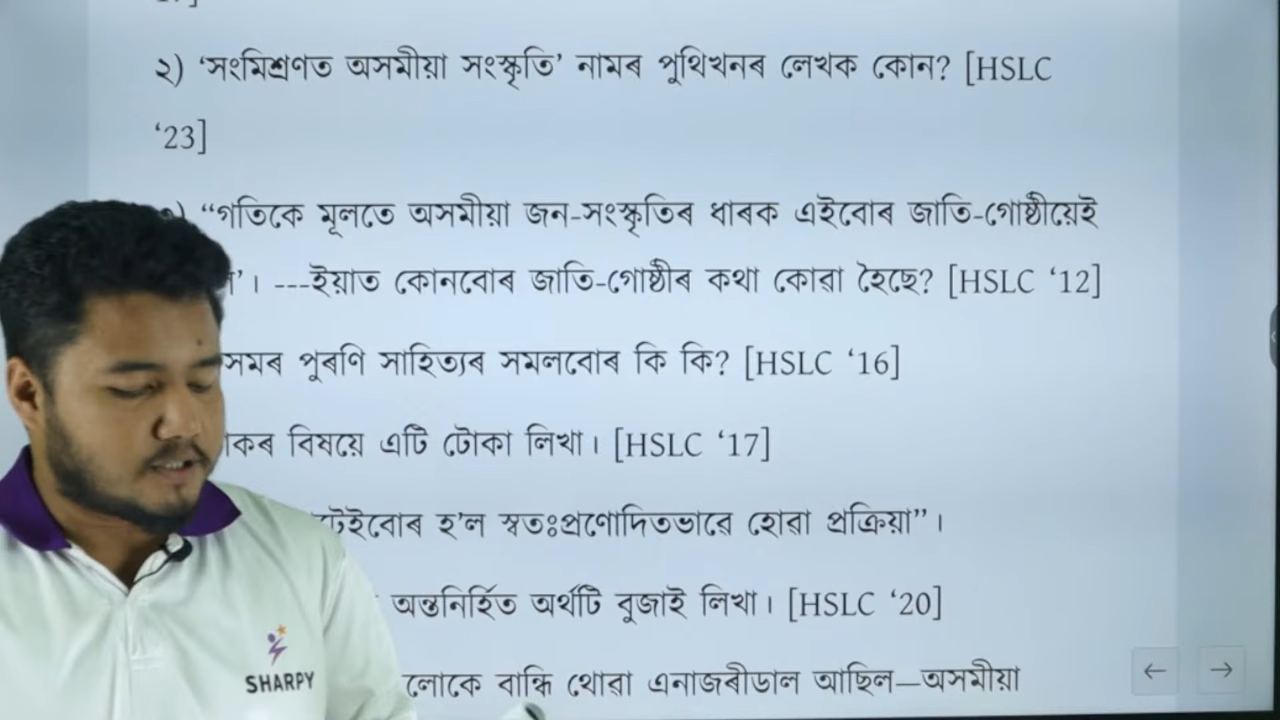 ২) ‘সংমিশ্ৰণত অসমীয়া সংস্কৃতি’ নামৰ পুথিখনৰ লেখক কোন? [HSLC
‘23]
“গতিকে মূলতে অসমীয়া জন-সংস্কৃতিৰ ধাৰক এইবোৰ জাতি-গোষ্ঠীয়েই
’। ---ইয়াত কোনবোৰ জাতি-গোষ্ঠীৰ কথা কোৱা হৈছে? [HSLC ‘12]
সমৰ পুৰণি সাহিত্যৰ সমলবোৰ কি কি? [HSLC ‘16]
কৰ বিষয়ে এটি টোকা লিখা। [HSLC ‘17]
টেইবোৰ হ’ল স্বতঃপ্ৰণোদিতভাৱে হোৱা প্ৰক্ৰিয়া”।
অন্তনিৰ্হিত অৰ্থটি বুজাই লিখা। [HSLC ‘20]
লোকে বান্ধি থোৱা এনাজৰীডাল আছিল—অসমীয়া
SHARPY